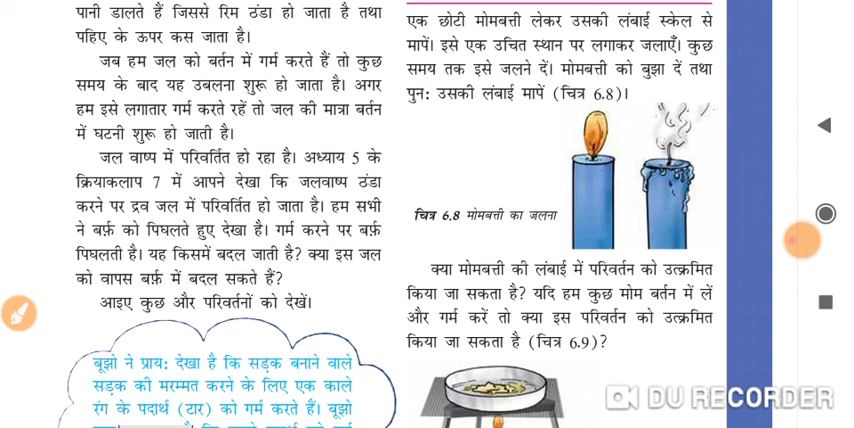 पानी डालते हैं जिससे रिम ठंडा हो जाता है तथा
पहिए के ऊपर कस जाता है।
जब हम जल को बर्तन में गर्म करते हैं तो कुछ
समय के बाद यह उबलना शुरू हो जाता है। अगर
हम इसे लगातार गर्म करते रहें तो जल की मात्रा बर्तन
में घटनी शुरू हो जाती है।
जल वाष्प में परिवर्तित हो रहा है। अध्याय 5 के
क्रियाकलाप 7 में आपने देखा कि जलवाष्प ठंडा
करने पर द्रव जल में परिवर्तित हो जाता है। हम सभी
ने बर्फ़ को पिघलते हुए देखा है। गर्म करने पर बर्फ़
पिघलती है। यह किसमें बदल जाती है? क्या इस जल
को वापस बर्फ़ में बदल सकते हैं?
आइए कुछ और परिवर्तनों को देखें।
बूझो ने प्राय: देखा है कि सड़क बनाने वाले
सड़क की मरम्मत करने के लिए एक काले
रंग के पदार्थ (टार) को गर्म करते हैं। बूझो
एक छोटी मोमबत्ती लेकर उसकी लंबाई स्केल से
मापें। इसे एक उचित स्थान पर लगाकर जलाएँ। कुछ
समय तक इसे जलने दें। मोमबत्ती को बुझा दें तथा
पुन: उसकी लंबाई मापें (चित्र 6.8)।
चित्र 6.8 मोमबत्ती का जलना
क्या मोमबत्ती की लंबाई में परिवर्तन को उत्क्रमित
किया जा सकता है? यदि हम कुछ मोम बर्तन में लें
और गर्म करें तो क्या इस परिवर्तन को उत्क्रमित
किया जा सकता है (चित्र 6.9)?
DU RECORDER